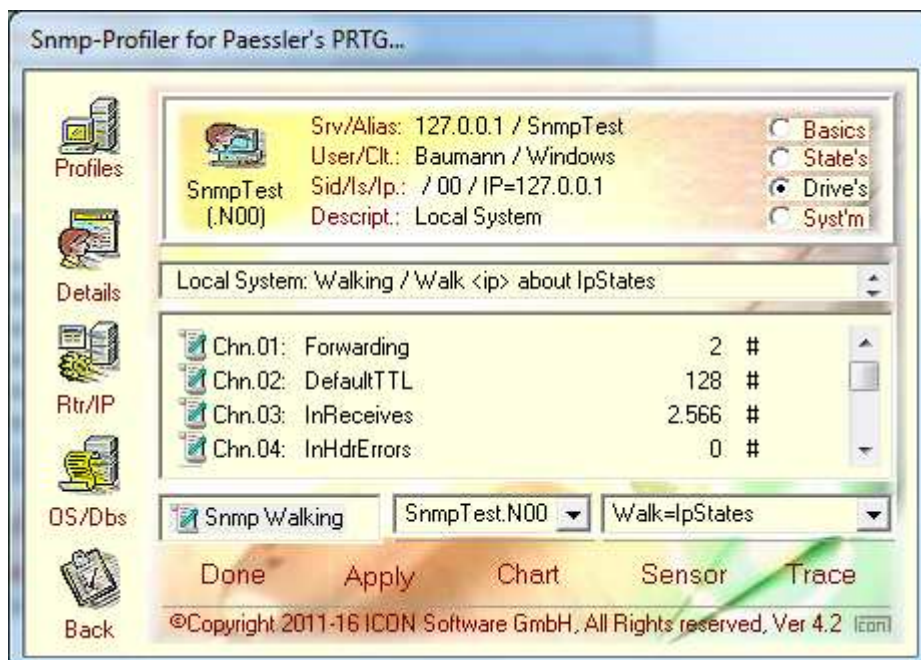 Snmp-Profiler for Paessler's PRTG...
Profiles
Details
Rtr/IP
OS/Dbs
Back
SnmpTest
(.N00)
Srv/Alias: 127.0.0.1 / SnmpTest
User/Clt.: Baumann / Windows
Sid/Is/Ip.: / 00 / IP=127.0.0.1
Descript.: Local System
Basics
State's
Drive's
Syst'm
Local System: Walking / Walk <ip> about IpStates
Chn.01: Forwarding 2 #
Chn.02: DefaultTTL 128 #
Chn.03: InReceives 2.566 #
Chn.04: InHdrErrors 0 #
Snmp Walking
SnmpTest.N00
Walk=IpStates
Done Apply Chart Sensor Trace
©Copyright 2011-16 ICON Software GmbH, All Rights reserved, Ver 4.2 Icon